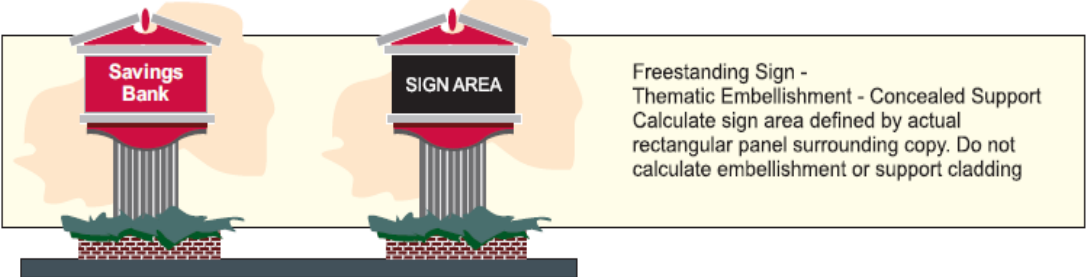 Savings
Bank
SIGN AREA
Freestanding Sign -
Thematic Embellishment - Concealed Support
Calculate sign area defined by actual
rectangular panel surrounding copy. Do not
calculate embellishment or support cladding